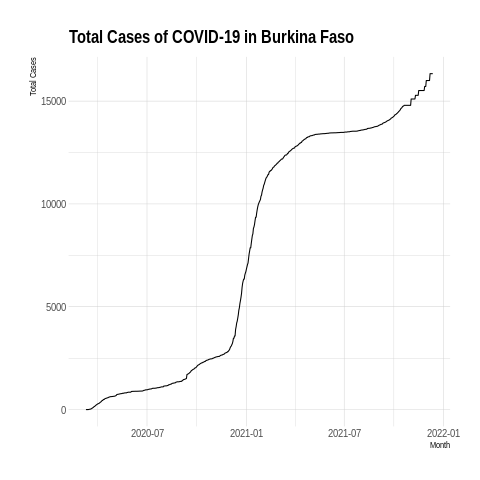 Total Cases of COVID-19 in Burkina Faso
Total Cases
15000
10000
5000
0
2020-07 2021-01 2021-07 2022-01
Month